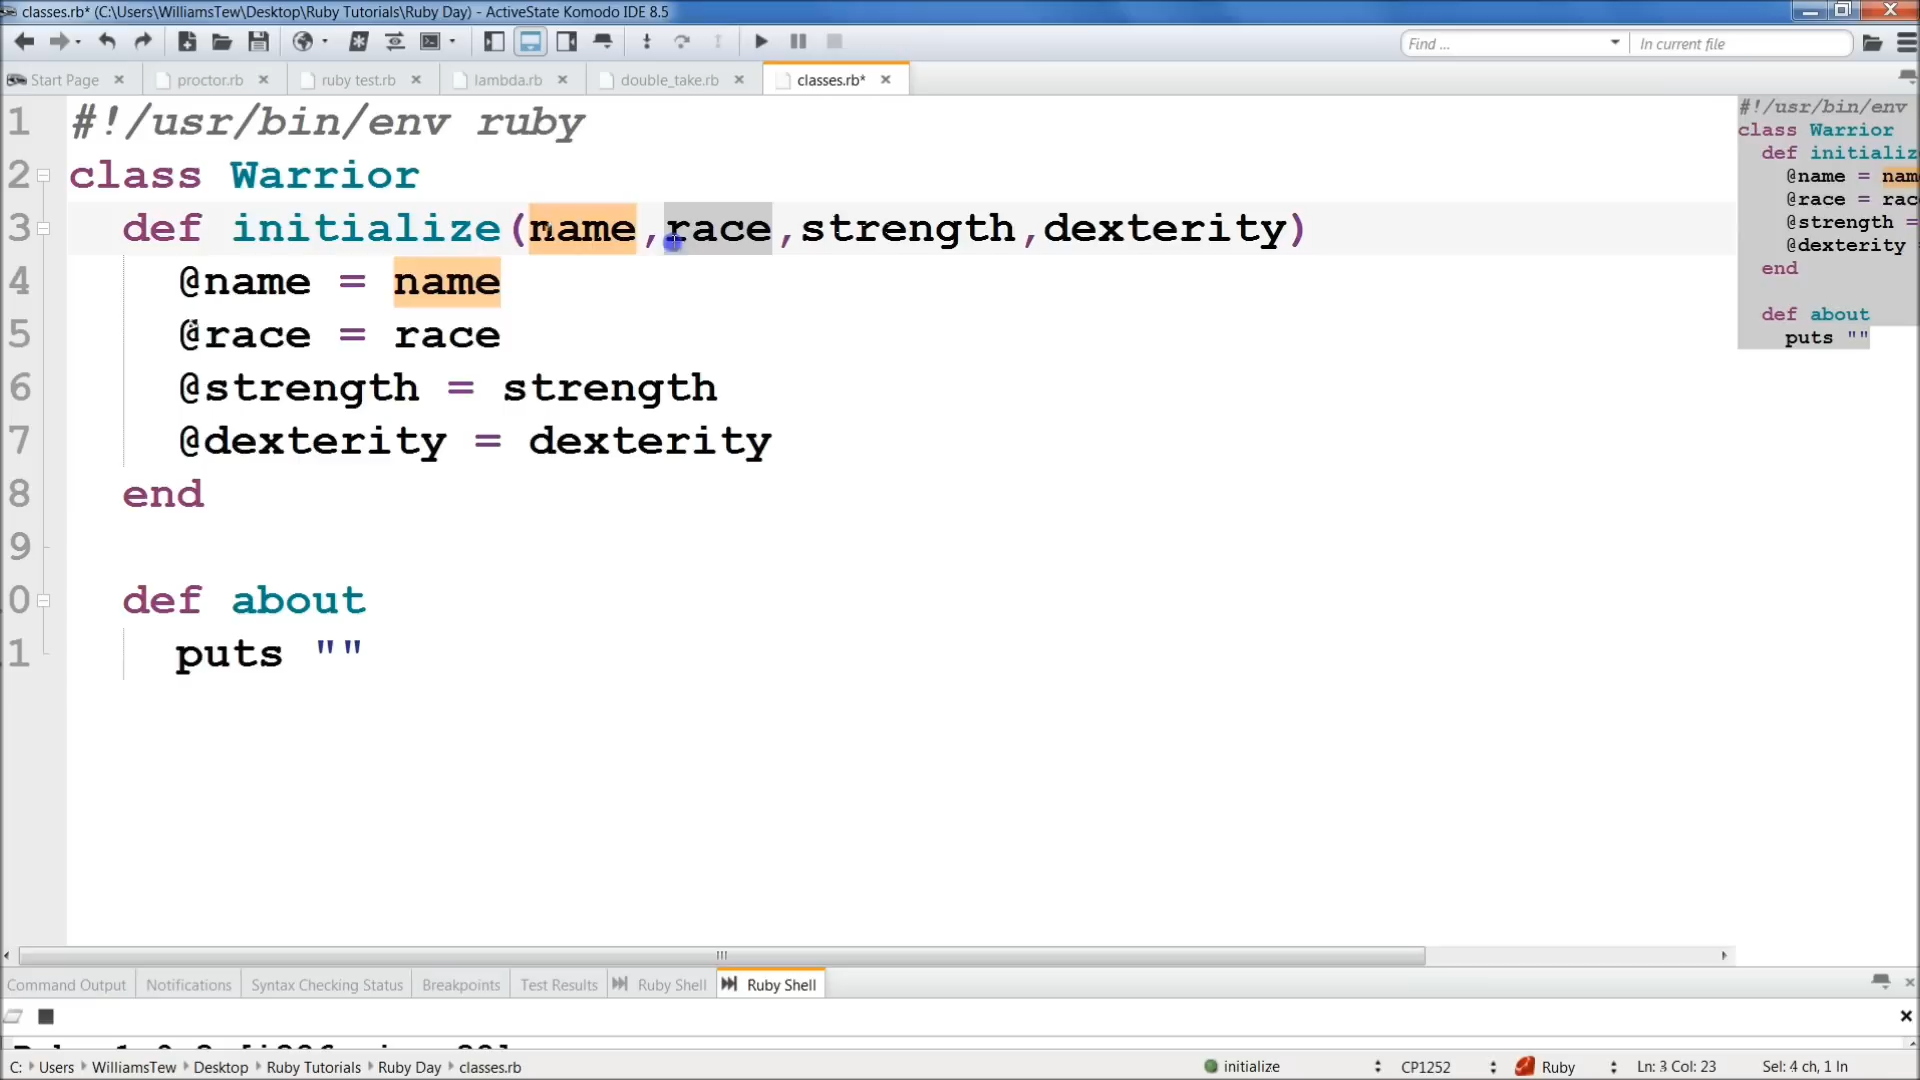 classes.rb* (C:\Users\WilliamsTew\Desktop\Ruby Tutorials\Ruby Day) - ActiveState Komodo IDE 8.5
Find ... In current file
Start Page proctor.rb ruby test.rb lambda.rb double_take.rb classes.rb*
1 #!/usr/bin/env ruby
2 class Warrior
3 def initialize(name,race,strength,dexterity)
4 @name = name
5 @race = race
6 @strength = strength
7 @dexterity = dexterity
8 end
9
0 def about
1 puts ""
#!/usr/bin/env
class Warrior
def initializ
@name = nam
@race = rac
@strength =
@dexterity
end
def about
puts ""
Command Output Notifications Syntax Checking Status Breakpoints Test Results Ruby Shell Ruby Shell
C: Users WilliamsTew Desktop Ruby Tutorials Ruby Day classes.rb initialize CP1252 Ruby Ln: 3 Col: 23 Sel: 4 ch, 1 ln